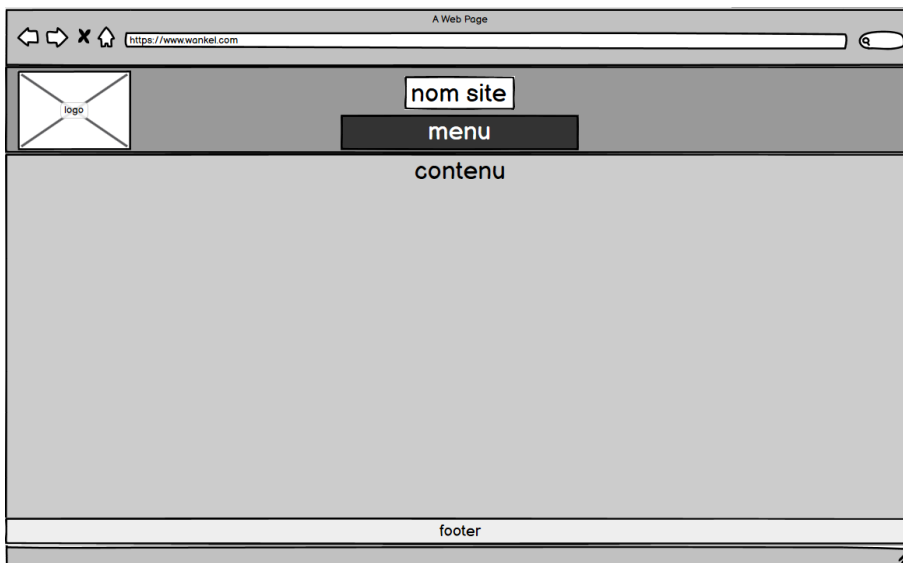 A Web Page
https://www.wankel.com
logo
nom site
menu
contenu
footer